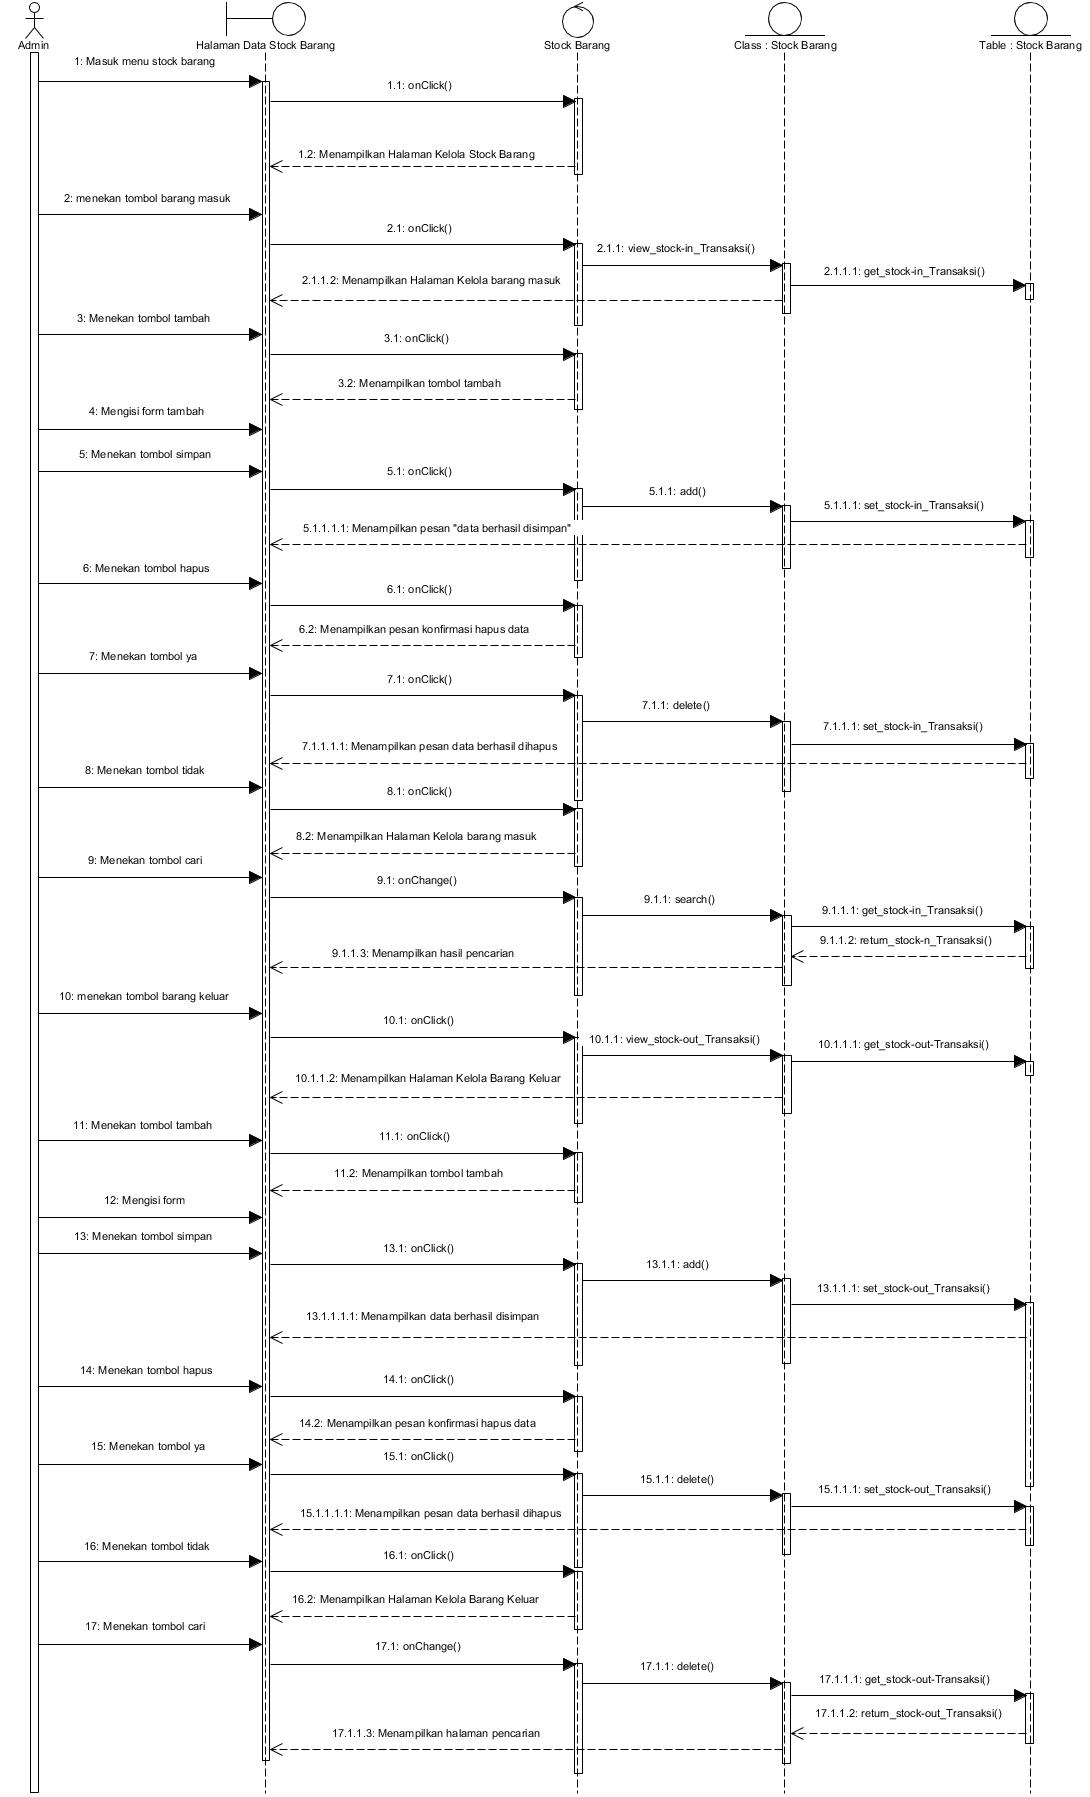 Admin
Halaman Data Stock Barang
Stock Barang
Class : Stock Barang
Table : Stock Barang
1: Masuk menu stock barang
1.1: onClick()
1.2: Menampilkan Halaman Kelola Stock Barang
2: menekan tombol barang masuk
2.1: onClick()
2.1.1: view_stock-in_Transaksi()
2.1.1.1: get_stock-in_Transaksi()
2.1.1.2: Menampilkan Halaman Kelola barang masuk
3: Menekan tombol tambah
3.1: onClick()
3.2: Menampilkan tombol tambah
4: Mengisi form tambah
5: Menekan tombol simpan
5.1: onClick()
5.1.1: add()
5.1.1.1: set_stock-in_Transaksi()
5.1.1.1.1: Menampilkan pesan "data berhasil disimpan"
6: Menekan tombol hapus
6.1: onClick()
6.2: Menampilkan pesan konfirmasi hapus data
7: Menekan tombol ya
7.1: onClick()
7.1.1: delete()
7.1.1.1: set_stock-in_Transaksi()
7.1.1.1.1: Menampilkan pesan data berhasil dihapus
8: Menekan tombol tidak
8.1: onClick()
8.2: Menampilkan Halaman Kelola barang masuk
9: Menekan tombol cari
9.1: onChange()
9.1.1: search()
9.1.1.1: get_stock-in_Transaksi()
9.1.1.2: return_stock-n_Transaksi()
9.1.1.3: Menampilkan hasil pencarian
10: menekan tombol barang keluar
10.1: onClick()
10.1.1: view_stock-out_Transaksi()
10.1.1.1: get_stock-out-Transaksi()
10.1.1.2: Menampilkan Halaman Kelola Barang Keluar
11: Menekan tombol tambah
11.1: onClick()
11.2: Menampilkan tombol tambah
12: Mengisi form
13: Menekan tombol simpan
13.1: onClick()
13.1.1: add()
13.1.1.1: set_stock-out_Transaksi()
13.1.1.1.1: Menampilkan data berhasil disimpan
14: Menekan tombol hapus
14.1: onClick()
14.2: Menampilkan pesan konfirmasi hapus data
15: Menekan tombol ya
15.1: onClick()
15.1.1: delete()
15.1.1.1: set_stock-out_Transaksi()
15.1.1.1.1: Menampilkan pesan data berhasil dihapus
16: Menekan tombol tidak
16.1: onClick()
16.2: Menampilkan Halaman Kelola Barang Keluar
17: Menekan tombol cari
17.1: onChange()
17.1.1: delete()
17.1.1.1: get_stock-out-Transaksi()
17.1.1.2: return_stock-out_Transaksi()
17.1.1.3: Menampilkan halaman pencarian